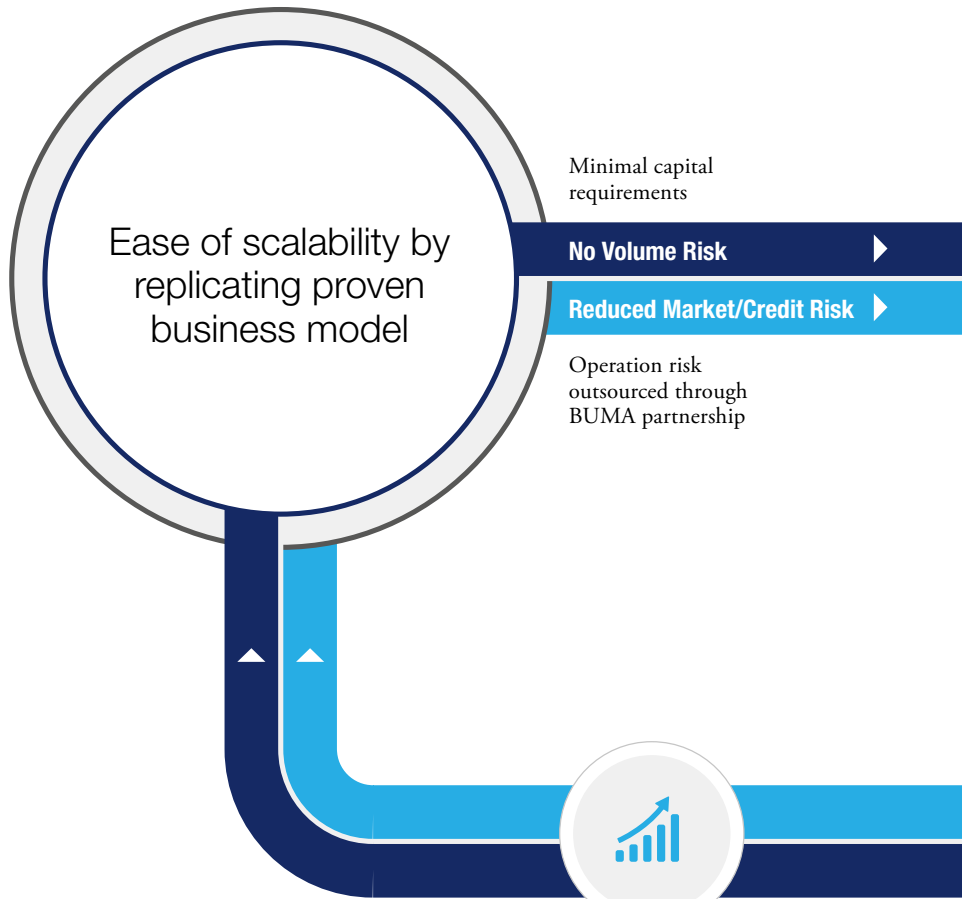 Ease of scalability by
replicating proven
business model
Minimal capital
requirements
No Volume Risk
Reduced Market/Credit Risk
Operation risk
outsourced through
BUMA partnership